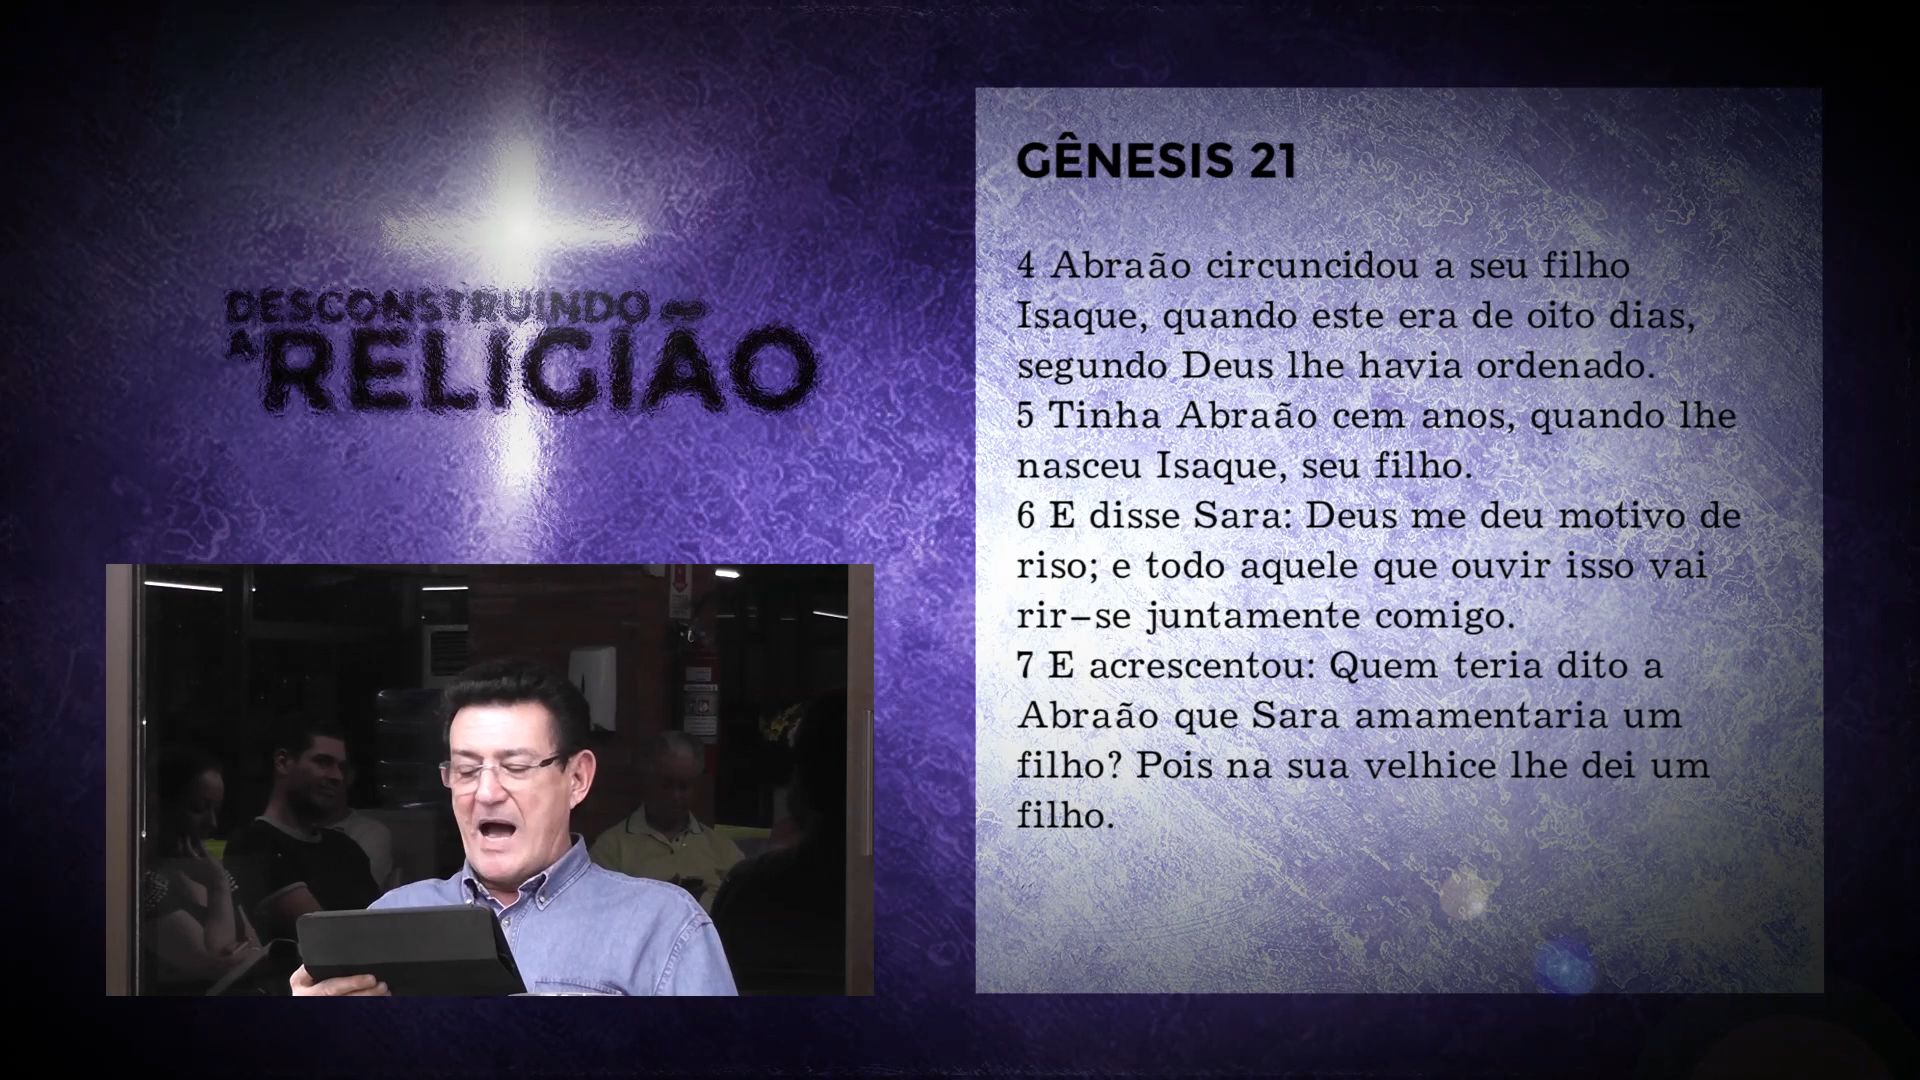 DESCONSTRUINDO
A RELIGIÃO
GÊNESIS 21
4 Abraão circuncidou a seu filho
Isaque, quando este era de oito dias,
segundo Deus lhe havia ordenado.
5 Tinha Abraão cem anos, quando lhe
nasceu Isaque, seu filho.
6 E disse Sara: Deus me deu motivo de
riso; e todo aquele que ouvir isso vai
rir-se juntamente comigo.
7 E acrescentou: Quem teria dito a
Abraão que Sara amamentaria um
filho? Pois na sua velhice lhe dei um
filho.